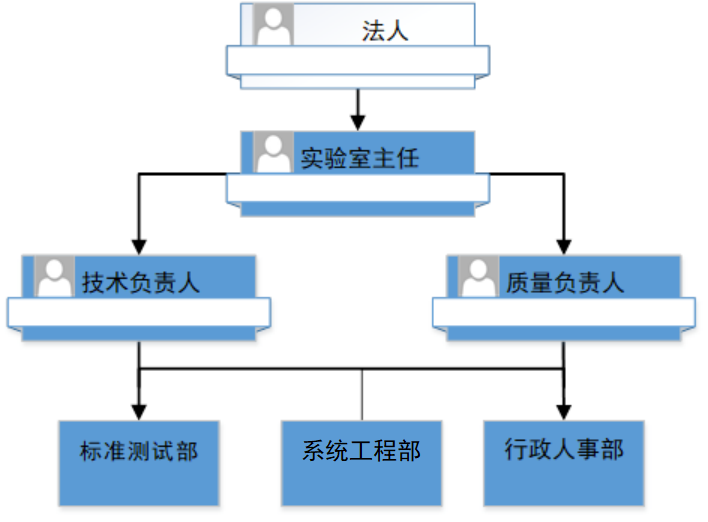 法人
实验室主任
技术负责人
质量负责人
标准测试部
系统工程部
行政人事部